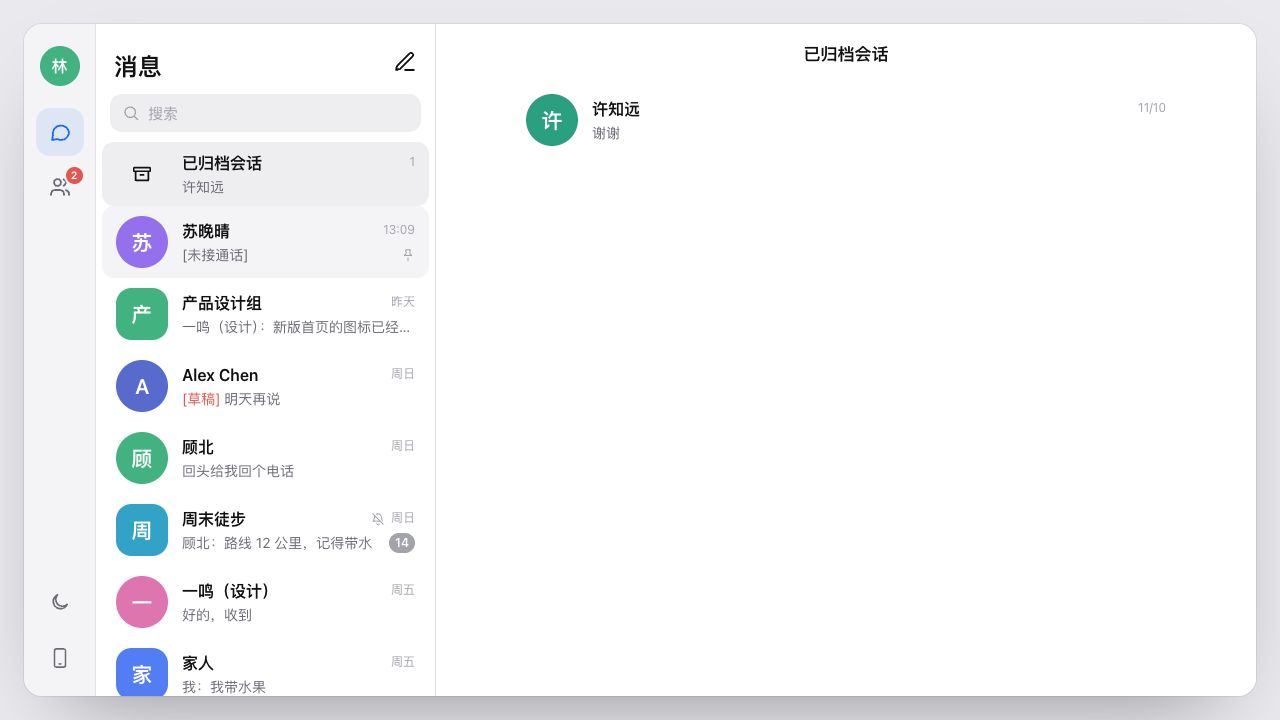 林
2
消息
搜索
已归档会话 1
许知远
苏
苏晚晴 13:09
[未接通话]
产
产品设计组 昨天
一鸣（设计）：新版首页的图标已经...
A
Alex Chen 周日
[草稿] 明天再说
顾
顾北 周日
回头给我回个电话
周
周末徒步 周日
顾北：路线 12 公里，记得带水 14
一
一鸣（设计） 周五
好的，收到
家
家人 周五
我：我带水果
已归档会话
许
许知远 11/10
谢谢